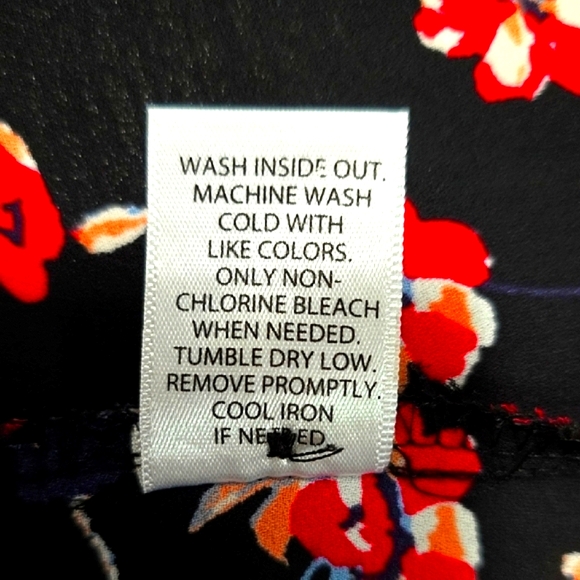 WASH INSIDE OUT.
MACHINE WASH
COLD WITH
LIKE COLORS.
ONLY NON-
CHLORINE BLEACH
WHEN NEEDED.
TUMBLE DRY LOW.
REMOVE PROMPTLY.
COOL IRON
IF NEEDED.